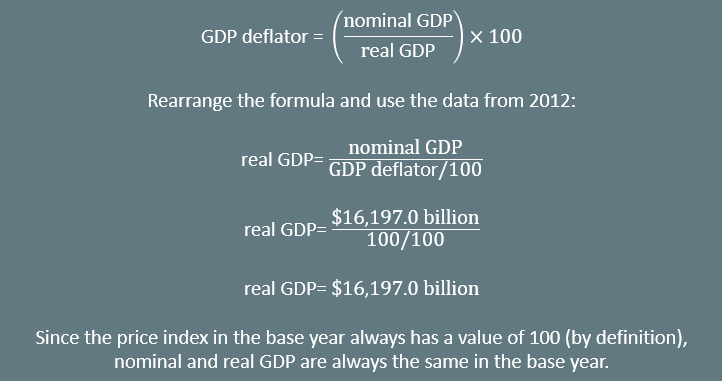 GDP deflator = (nominal GDP / real GDP) × 100
Rearrange the formula and use the data from 2012:
real GDP= nominal GDP / GDP deflator/100
real GDP= $16,197.0 billion / 100/100
real GDP= $16,197.0 billion
Since the price index in the base year always has a value of 100 (by definition),
nominal and real GDP are always the same in the base year.